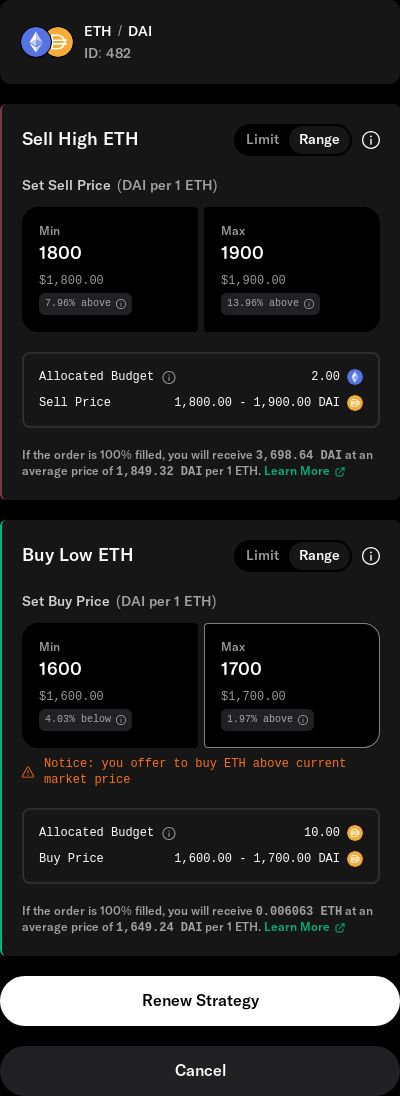 ETH / DAI
ID: 482
Sell High ETH
Limit Range
Set Sell Price (DAI per 1 ETH)
Min
1800
$1,800.00
7.96% above
Max
1900
$1,900.00
13.96% above
Allocated Budget 2.00
Sell Price 1,800.00 - 1,900.00 DAI
If the order is 100% filled, you will receive 3,698.64 DAI at an
average price of 1,849.32 DAI per 1 ETH. Learn More
Buy Low ETH
Limit Range
Set Buy Price (DAI per 1 ETH)
Min
1600
$1,600.00
4.03% below
Max
1700
$1,700.00
1.97% above
Notice: you offer to buy ETH above current
market price
Allocated Budget 10.00
Buy Price 1,600.00 - 1,700.00 DAI
If the order is 100% filled, you will receive 0.006063 ETH at an
average price of 1,649.24 DAI per 1 ETH. Learn More
Renew Strategy
Cancel